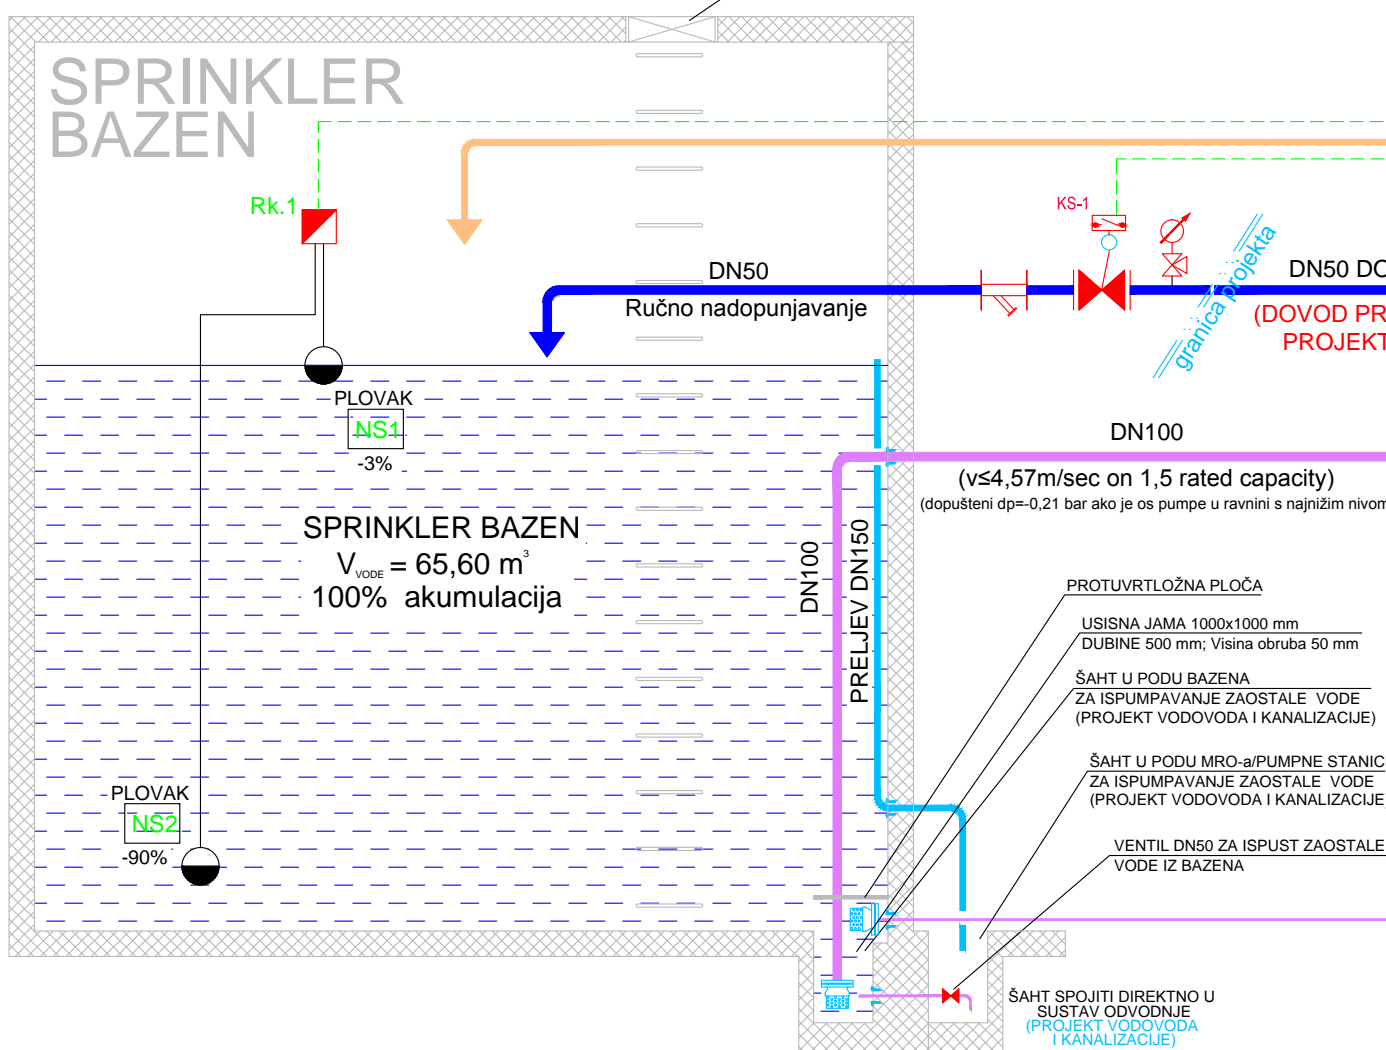 SPRINKLER
BAZEN
Rk.1
KS-1
granica projekta
DN50
Ručno nadopunjavanje
DN50 DO
(DOVOD PR
PROJEKT
PLOVAK
NS1
-3%
DN100
(v≤4,57m/sec on 1,5 rated capacity)
(dopušteni dp=-0,21 bar ako je os pumpe u ravnini s najnižim nivom
SPRINKLER BAZEN
V VODE = 65,60 m³
100% akumulacija
DN100
PRELJEV DN150
PROTUVRTLOŽNA PLOČA
USISNA JAMA 1000x1000 mm
DUBINE 500 mm; Visina obruba 50 mm
ŠAHT U PODU BAZENA
ZA ISPUMPAVANJE ZAOSTALE VODE
(PROJEKT VODOVODA I KANALIZACIJE)
ŠAHT U PODU MRO-a/PUMPNE STANIC
ZA ISPUMPAVANJE ZAOSTALE VODE
(PROJEKT VODOVODA I KANALIZACIJE
PLOVAK
NS2
-90%
VENTIL DN50 ZA ISPUST ZAOSTALE
VODE IZ BAZENA
ŠAHT SPOJITI DIREKTNO U
SUSTAV ODVODNJE
(PROJEKT VODOVODA
I KANALIZACIJE)